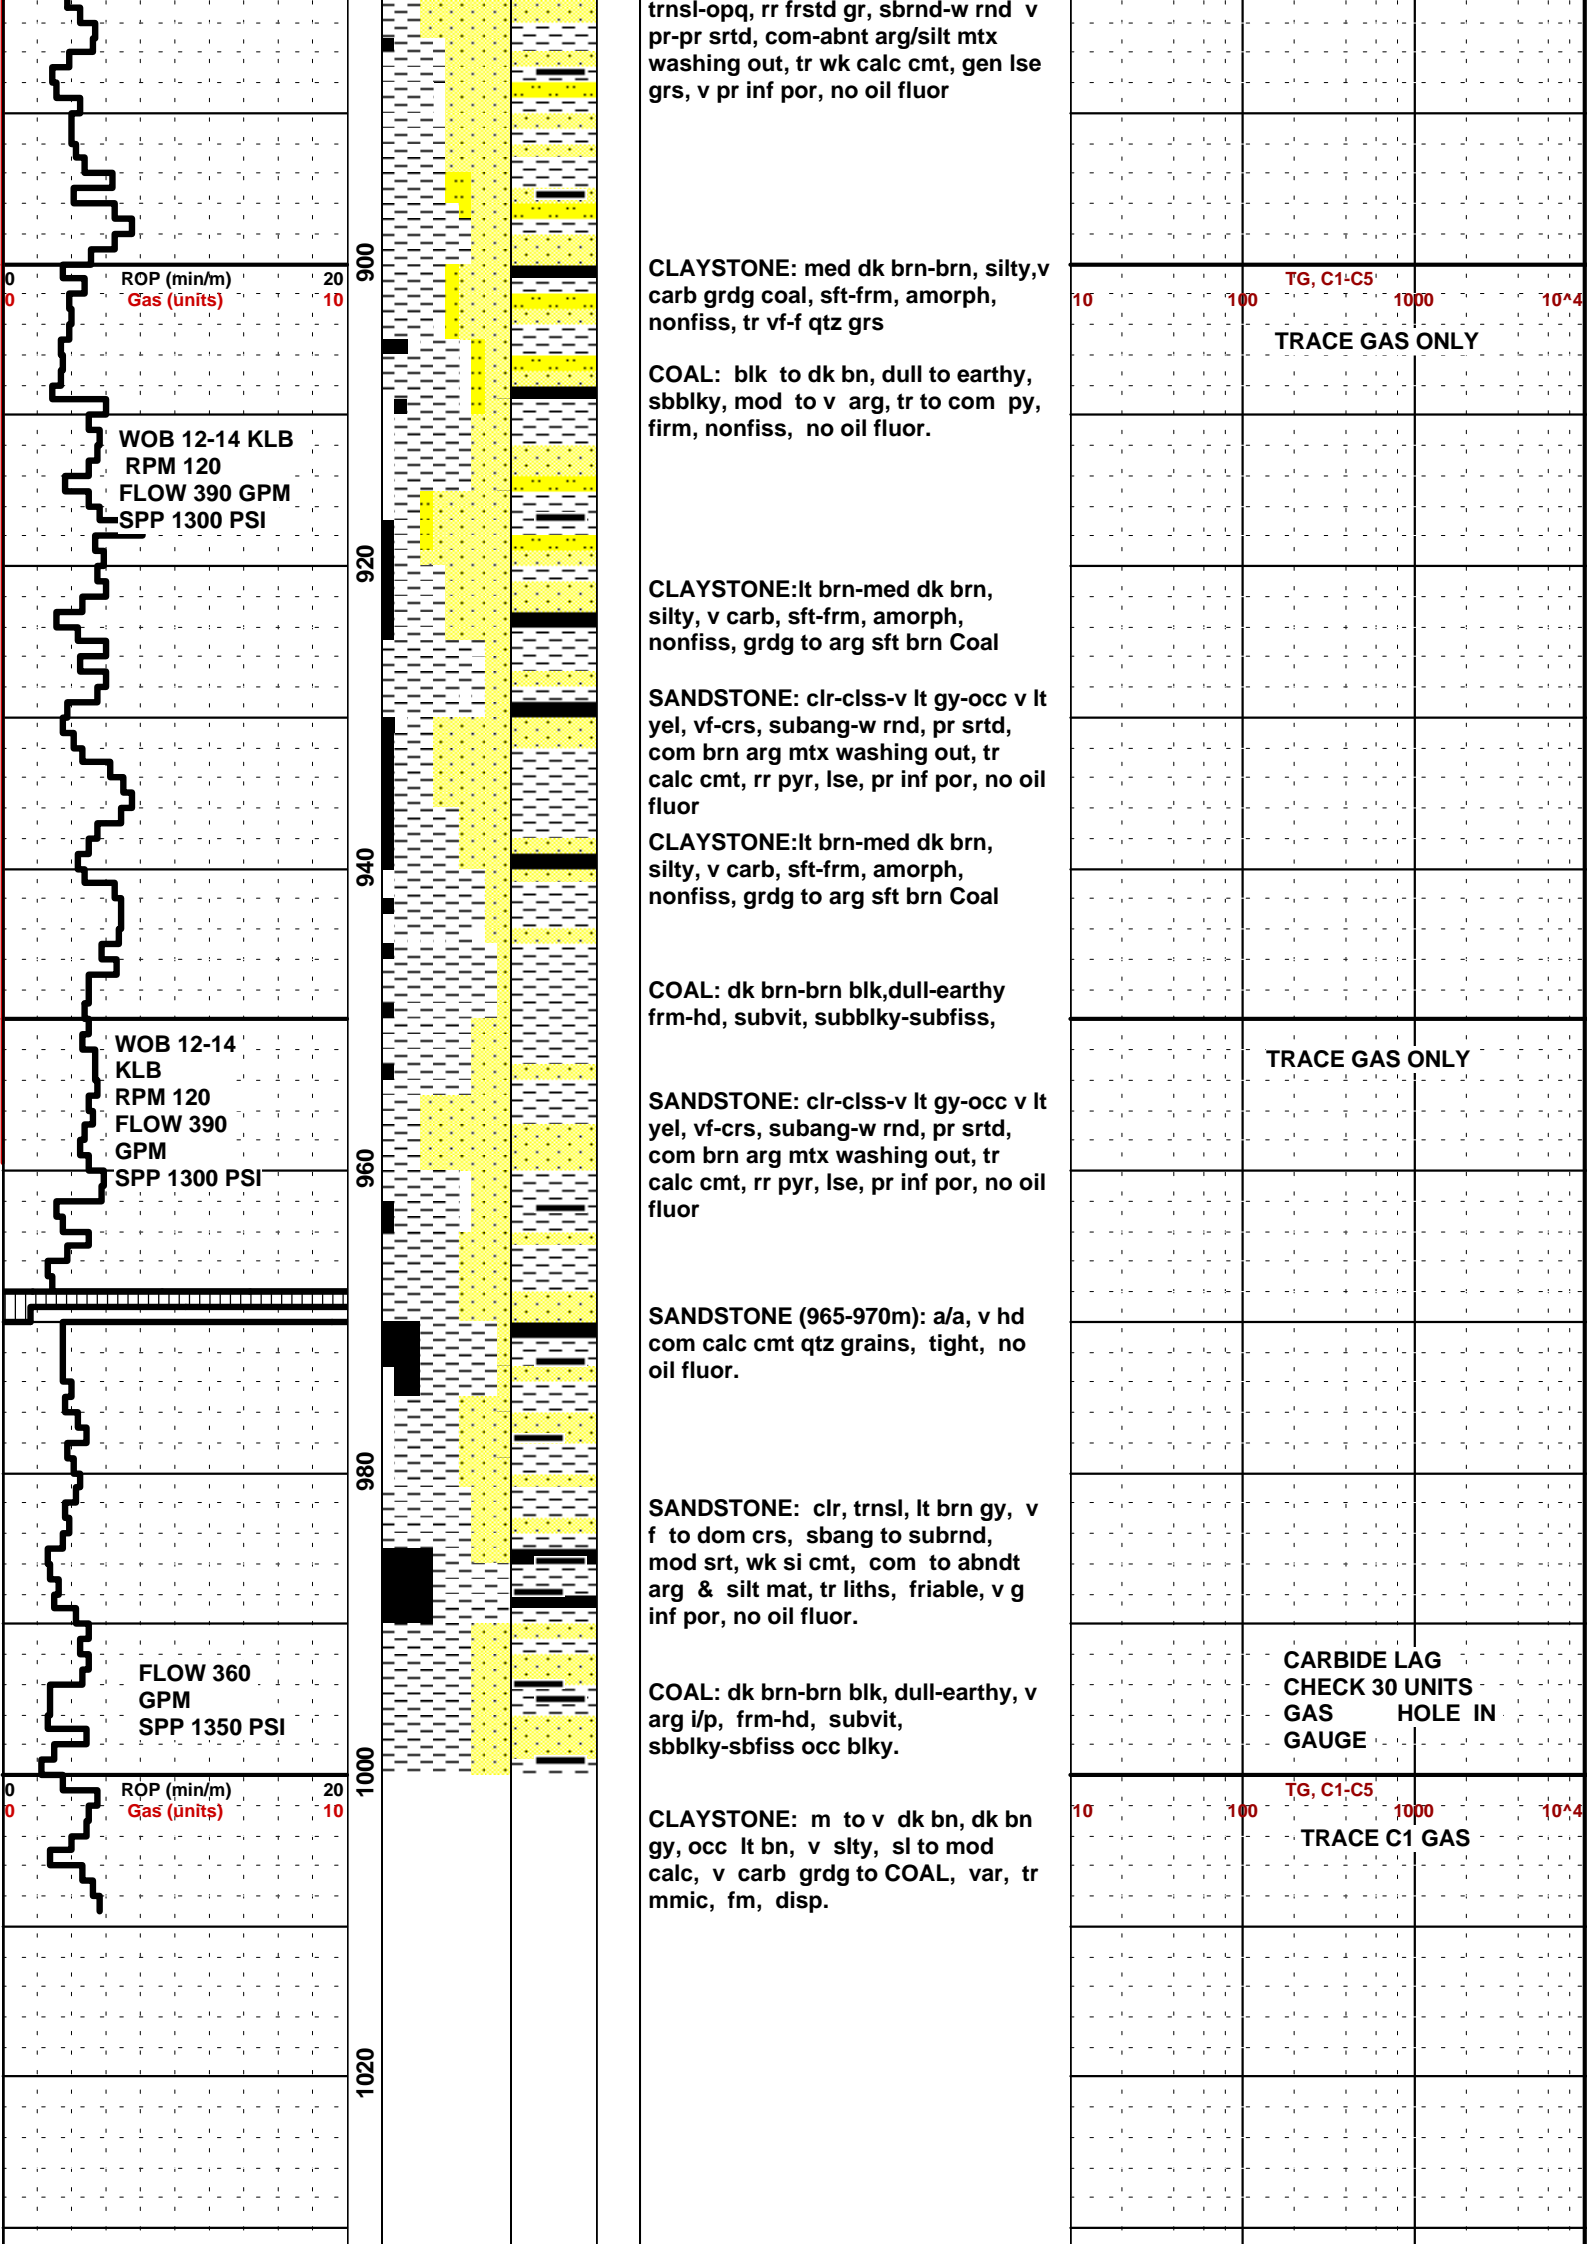 trnsl-opq, rr frstd gr, sbrnd-w rnd v
pr-pr srtd, com-abnt arg/silt mtx
washing out, tr wk calc cmt, gen lse
grs, v pr inf por, no oil fluor
900
0 ROP (min/m) 20
0 Gas (units) 10
CLAYSTONE: med dk brn-brn, silty,v
carb grdg coal, sft-frm, amorph,
nonfiss, tr vf-f qtz grs
TG, C1-C5
10 100 1000 10^4
TRACE GAS ONLY
COAL: blk to dk bn, dull to earthy,
sbblky, mod to v arg, tr to com py,
firm, nonfiss, no oil fluor.
WOB 12-14 KLB
RPM 120
FLOW 390 GPM
SPP 1300 PSI
920
CLAYSTONE:lt brn-med dk brn,
silty, v carb, sft-frm, amorph,
nonfiss, grdg to arg sft brn Coal
SANDSTONE: clr-clss-v lt gy-occ v lt
yel, vf-crs, subang-w rnd, pr srtd,
com brn arg mtx washing out, tr
calc cmt, rr pyr, lse, pr inf por, no oil
fluor
CLAYSTONE:lt brn-med dk brn,
silty, v carb, sft-frm, amorph,
nonfiss, grdg to arg sft brn Coal
940
COAL: dk brn-brn blk,dull-earthy
frm-hd, subvit, subblky-subfiss,
WOB 12-14
KLB
RPM 120
FLOW 390
GPM
SPP 1300 PSI
TRACE GAS ONLY
SANDSTONE: clr-clss-v lt gy-occ v lt
yel, vf-crs, subang-w rnd, pr srtd,
com brn arg mtx washing out, tr
calc cmt, rr pyr, lse, pr inf por, no oil
fluor
960
SANDSTONE (965-970m): a/a, v hd
com calc cmt qtz grains, tight, no
oil fluor.
980
SANDSTONE: clr, trnsl, lt brn gy, v
f to dom crs, sbang to subrnd,
mod srt, wk si cmt, com to abndt
arg & silt mat, tr liths, friable, v g
inf por, no oil fluor.
FLOW 360
GPM
SPP 1350 PSI
COAL: dk brn-brn blk, dull-earthy, v
arg i/p, frm-hd, subvit,
sbblky-sbfiss occ blky.
CARBIDE LAG
CHECK 30 UNITS
GAS HOLE IN
GAUGE
1000
0 ROP (min/m) 20
0 Gas (units) 10
TG, C1-C5
10 100 1000 10^4
TRACE C1 GAS
CLAYSTONE: m to v dk bn, dk bn
gy, occ lt bn, v slty, sl to mod
calc, v carb grdg to COAL, var, tr
mmic, fm, disp.
1020